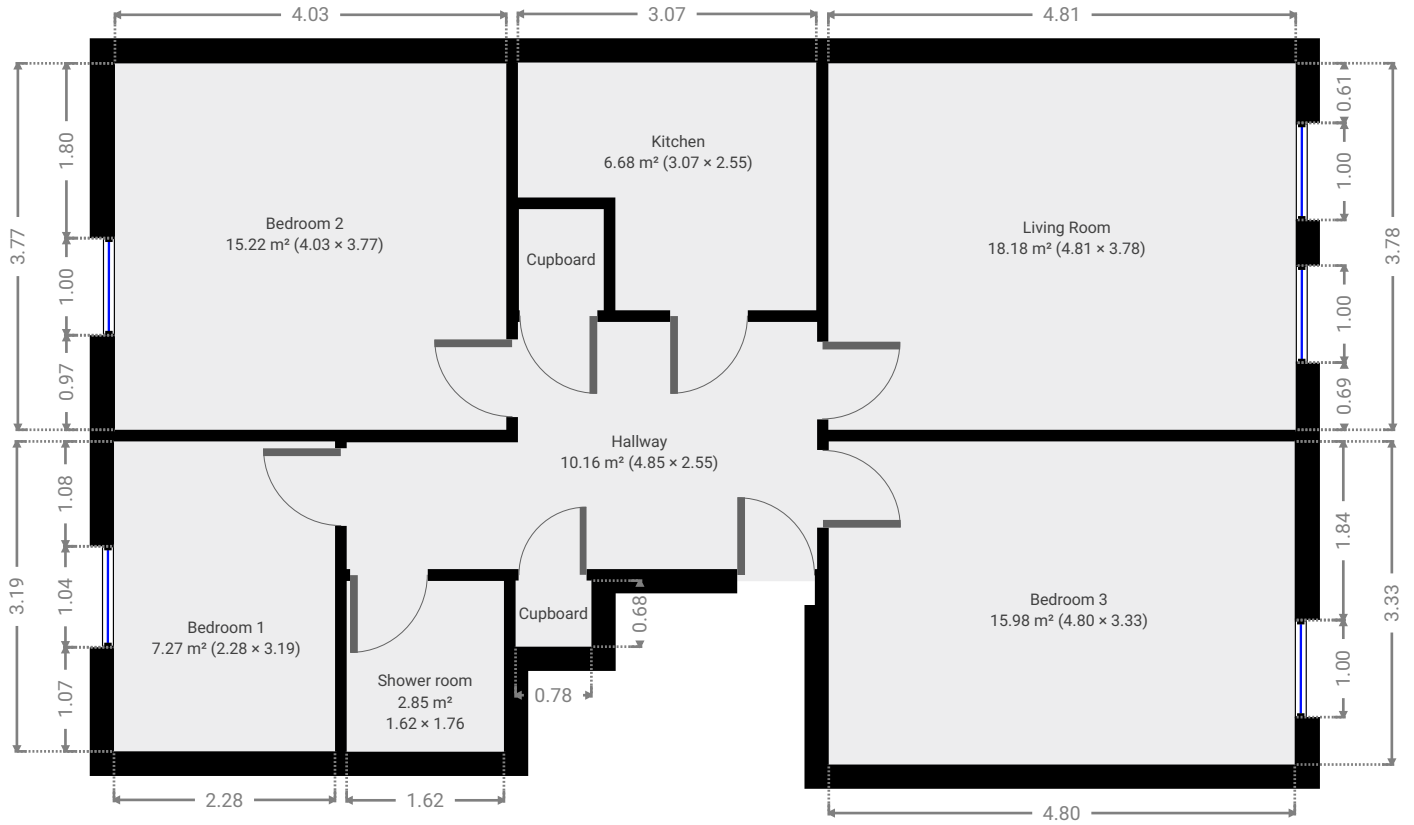 4.03
3.07
4.81
0.61
1.80
1.00
3.77
3.78
1.00
1.00
0.97
0.69
Kitchen
6.68 m² (3.07 × 2.55)
Bedroom 2
15.22 m² (4.03 × 3.77)
Cupboard
Living Room
18.18 m² (4.81 × 3.78)
Hallway
10.16 m² (4.85 × 2.55)
1.08
1.84
3.19
3.33
1.04
1.07
1.00
Bedroom 1
7.27 m² (2.28 × 3.19)
Cupboard
0.68
0.78
Bedroom 3
15.98 m² (4.80 × 3.33)
Shower room
2.85 m²
1.62 × 1.76
2.28
1.62
4.80